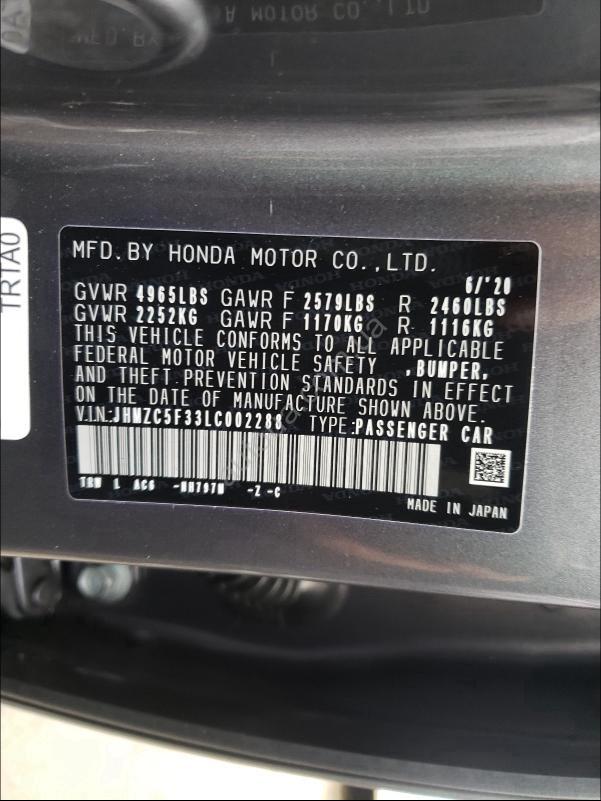 MFD.BY HONDA MOTOR CO.,LTD.
6/'20
GVWR 4965LBS GAWR F 2579LBS R 2460LBS
GVWR 2252KG GAWR F 1170KG R 1116KG
THIS VEHICLE CONFORMS TO ALL APPLICABLE
FEDERAL MOTOR VEHICLE SAFETY ,BUMPER,
AND THEFT PREVENTION STANDARDS IN EFFECT
ON THE DATE OF MANUFACTURE SHOWN ABOVE.
VIN:JHMZC5F33LC002283 TYPE:PASSENGER CAR
MADE IN JAPAN
TRTA0